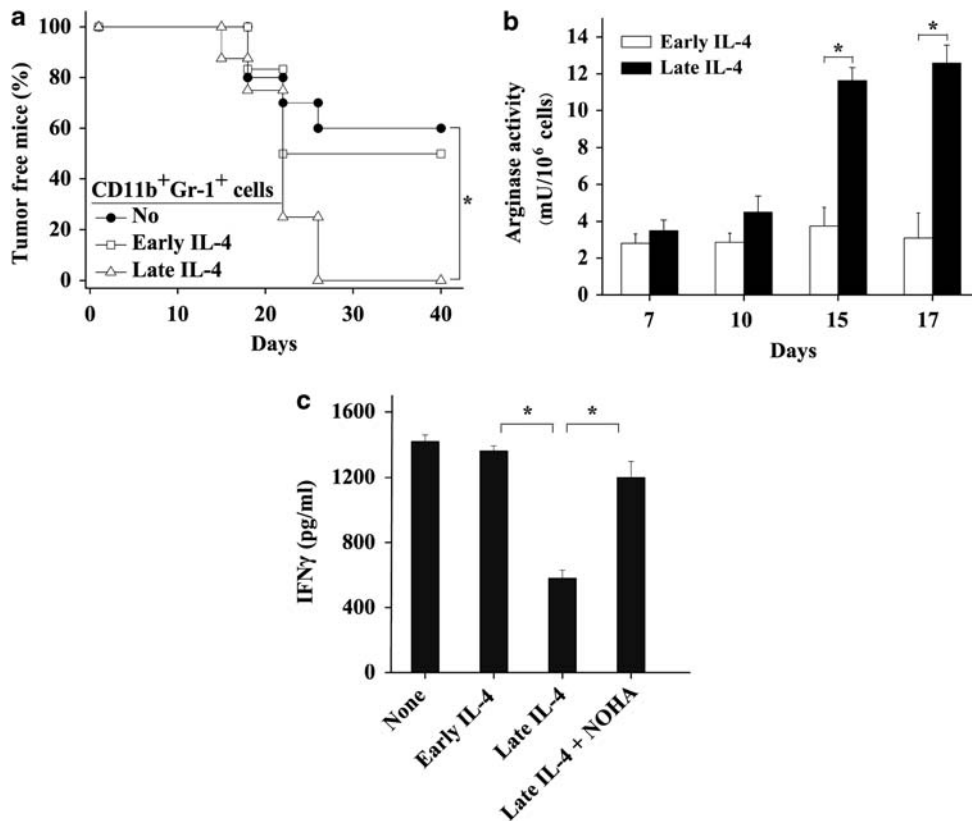 a
Tumor free mice (%)
100
80
60
40
20
0
CD11b⁺Gr-1⁺ cells
No
Early IL-4
Late IL-4
*
0 10 20 30 40
Days
b
Arginase activity
(mU/10⁶ cells)
14
12
10
8
6
4
2
0
Early IL-4
Late IL-4
* *
7 10 15 17
Days
c
IFNγ (pg/ml)
1600
1200
800
400
0
* *
None
Early IL-4
Late IL-4
Late IL-4 + NOHA